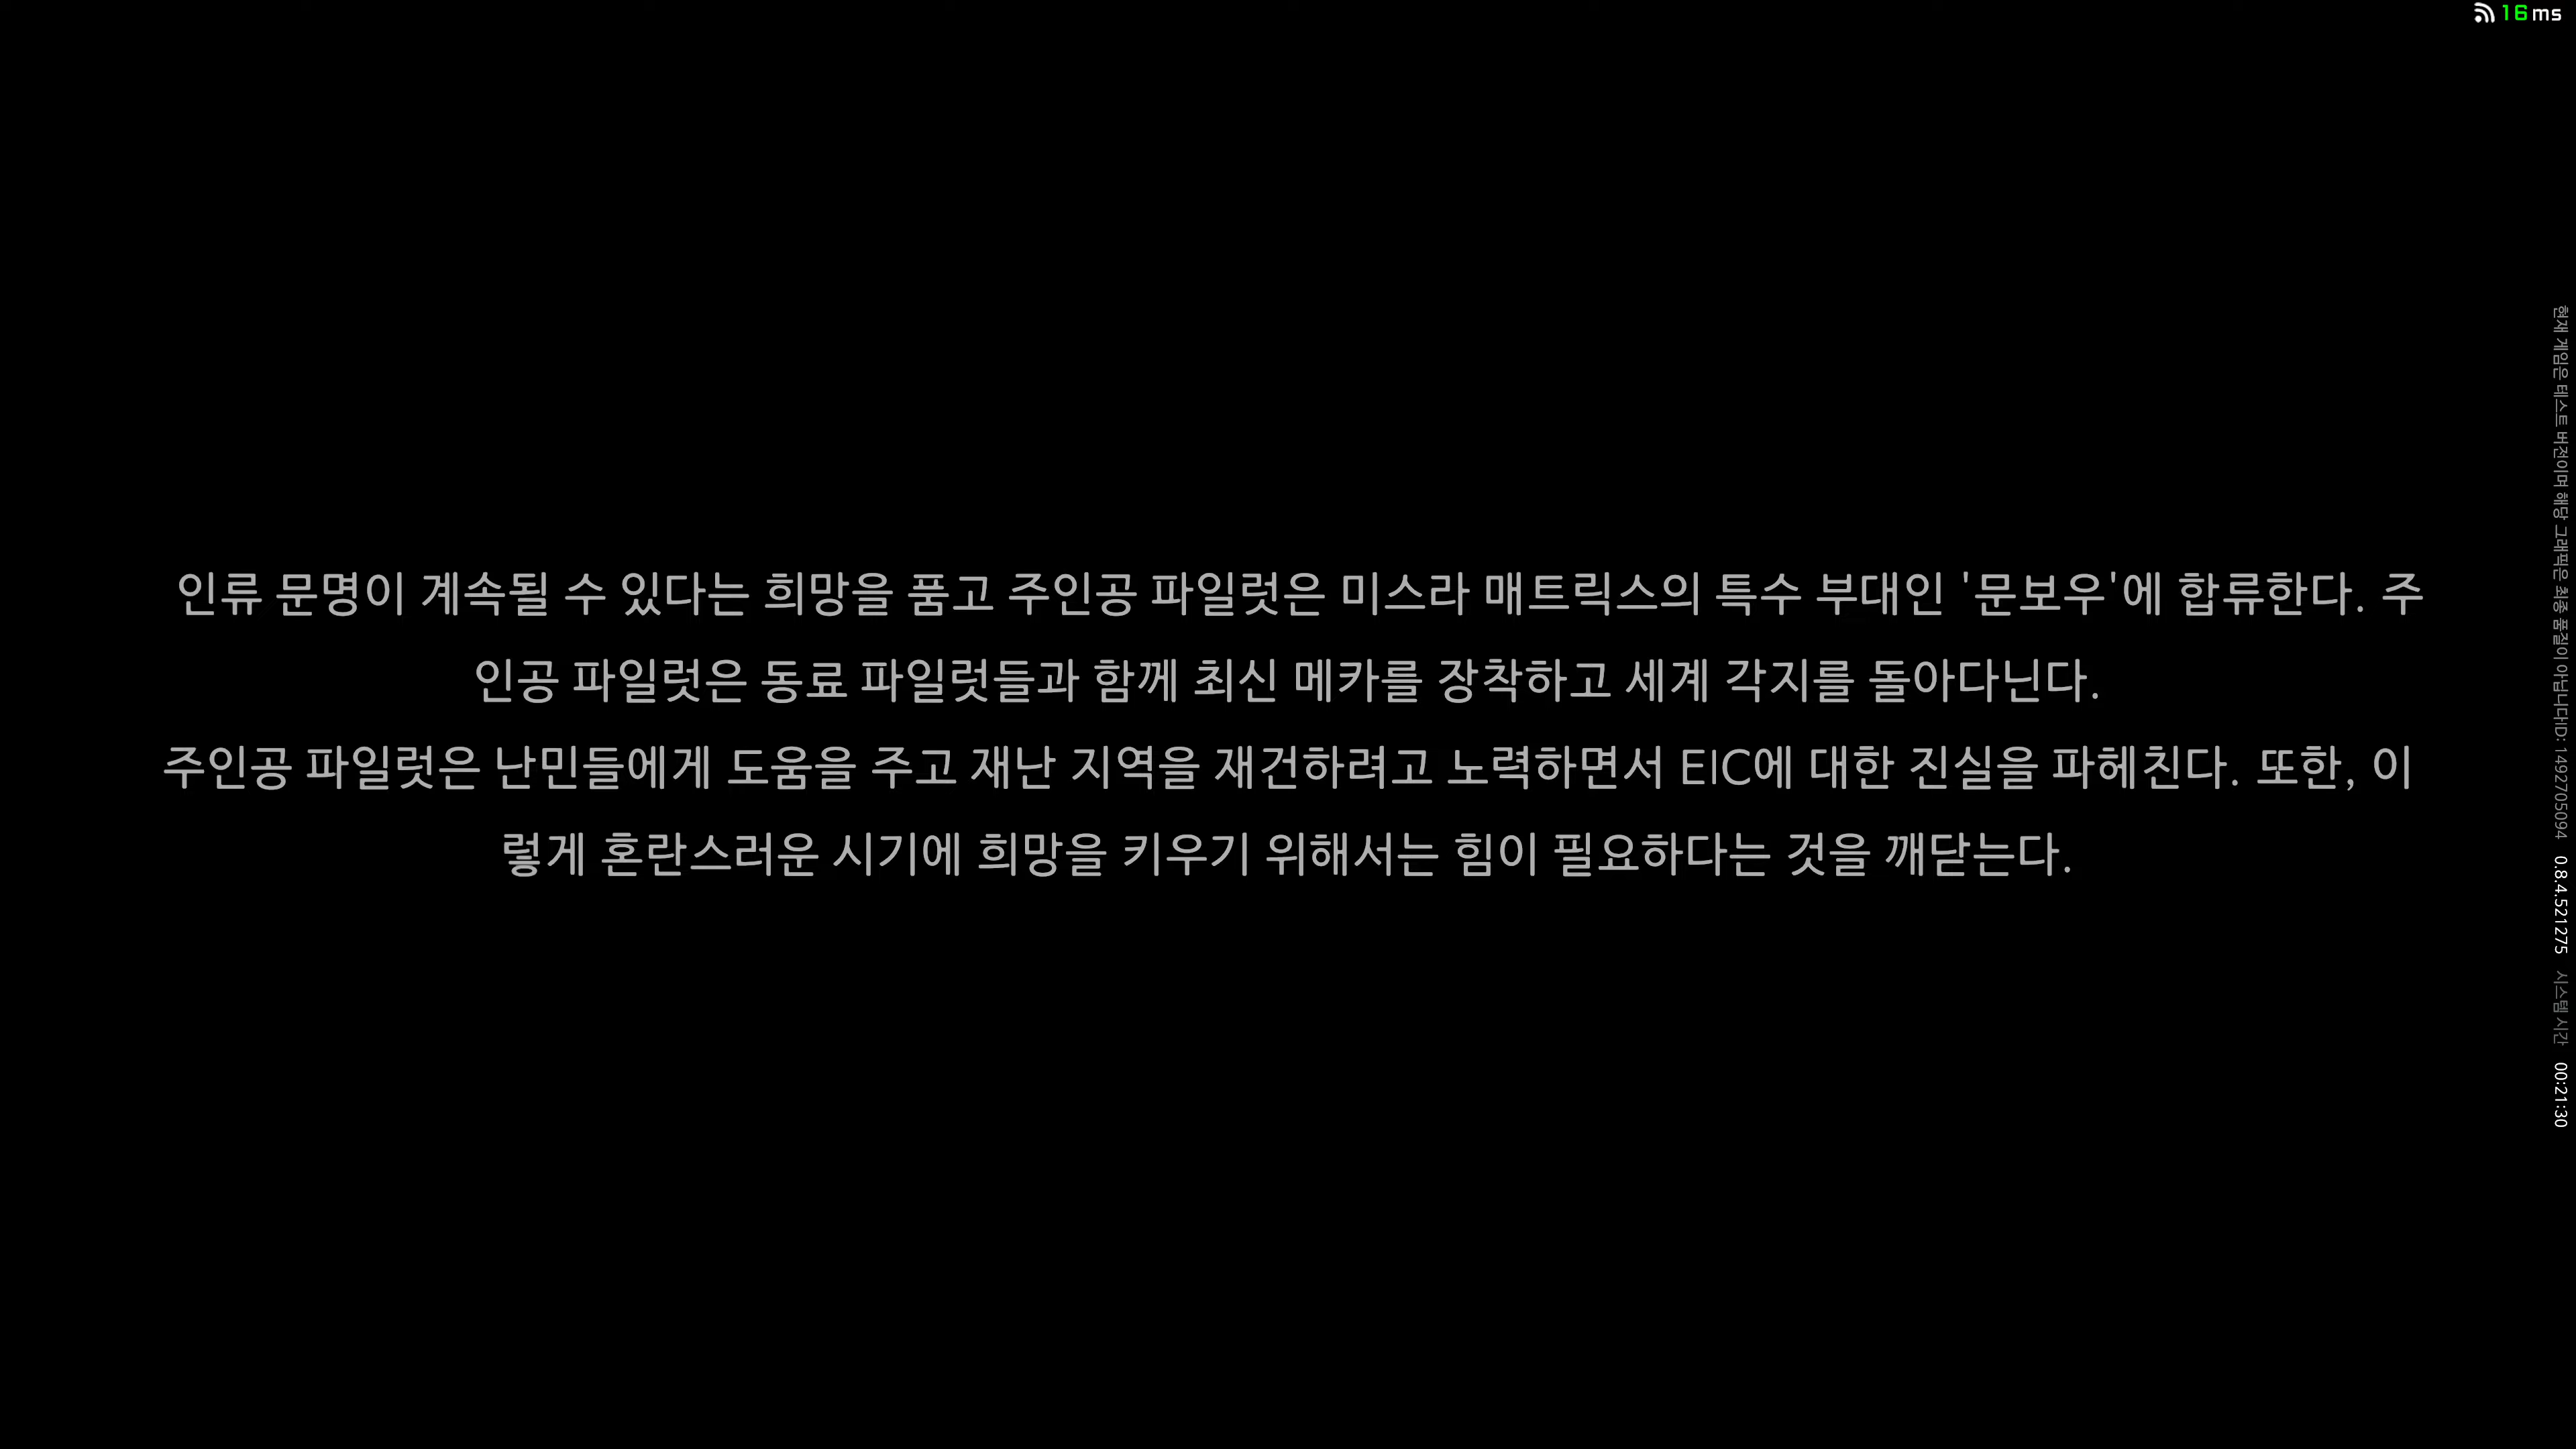 16ms
인류 문명이 계속될 수 있다는 희망을 품고 주인공 파일럿은 미스라 매트릭스의 특수 부대인 '문보우'에 합류한다. 주
인공 파일럿은 동료 파일럿들과 함께 최신 메카를 장착하고 세계 각지를 돌아다닌다.
주인공 파일럿은 난민들에게 도움을 주고 재난 지역을 재건하려고 노력하면서 EIC에 대한 진실을 파헤친다. 또한, 이
렇게 혼란스러운 시기에 희망을 키우기 위해서는 힘이 필요하다는 것을 깨닫는다.
현재 게임은 테스트 버전이며 해당 그래픽은 최종 품질이 아닙니다ID: 1492705094 0.8.4.521275 시스템 시간 00:21:30